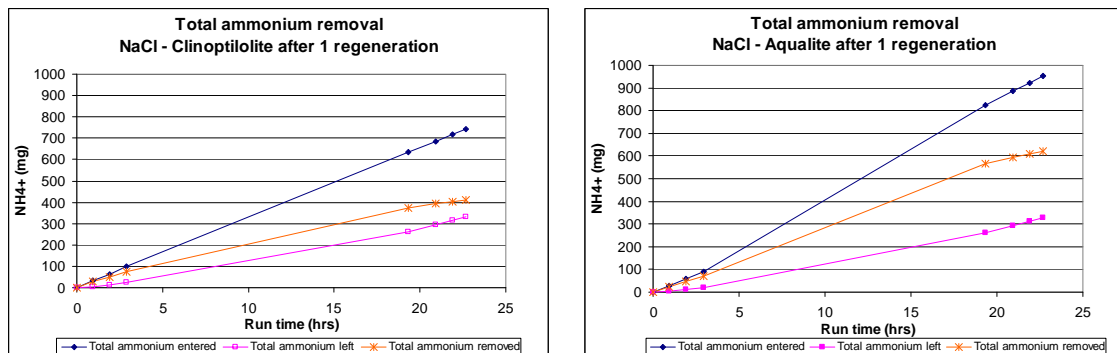 Total ammonium removal
NaCl - Clinoptilolite after 1 regeneration
NH4+ (mg)
1000
900
800
700
600
500
400
300
200
100
0
0 5 10 15 20 25
Run time (hrs)
Total ammonium entered Total ammonium left Total ammonium removed
Total ammonium removal
NaCl - Aqualite after 1 regeneration
NH4+ (mg)
1000
900
800
700
600
500
400
300
200
100
0
0 5 10 15 20 25
Run time (hrs)
Total ammonium entered Total ammonium left Total ammonium removed